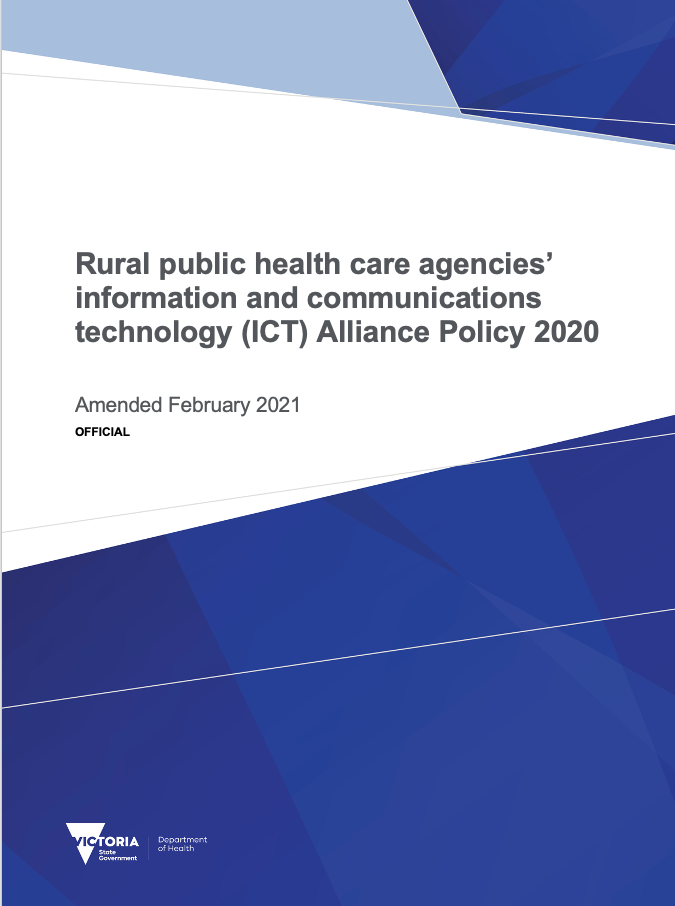 Rural public health care agencies’
information and communications
technology (ICT) Alliance Policy 2020
Amended February 2021
OFFICIAL
VICTORIA
State
Government
Department
of Health